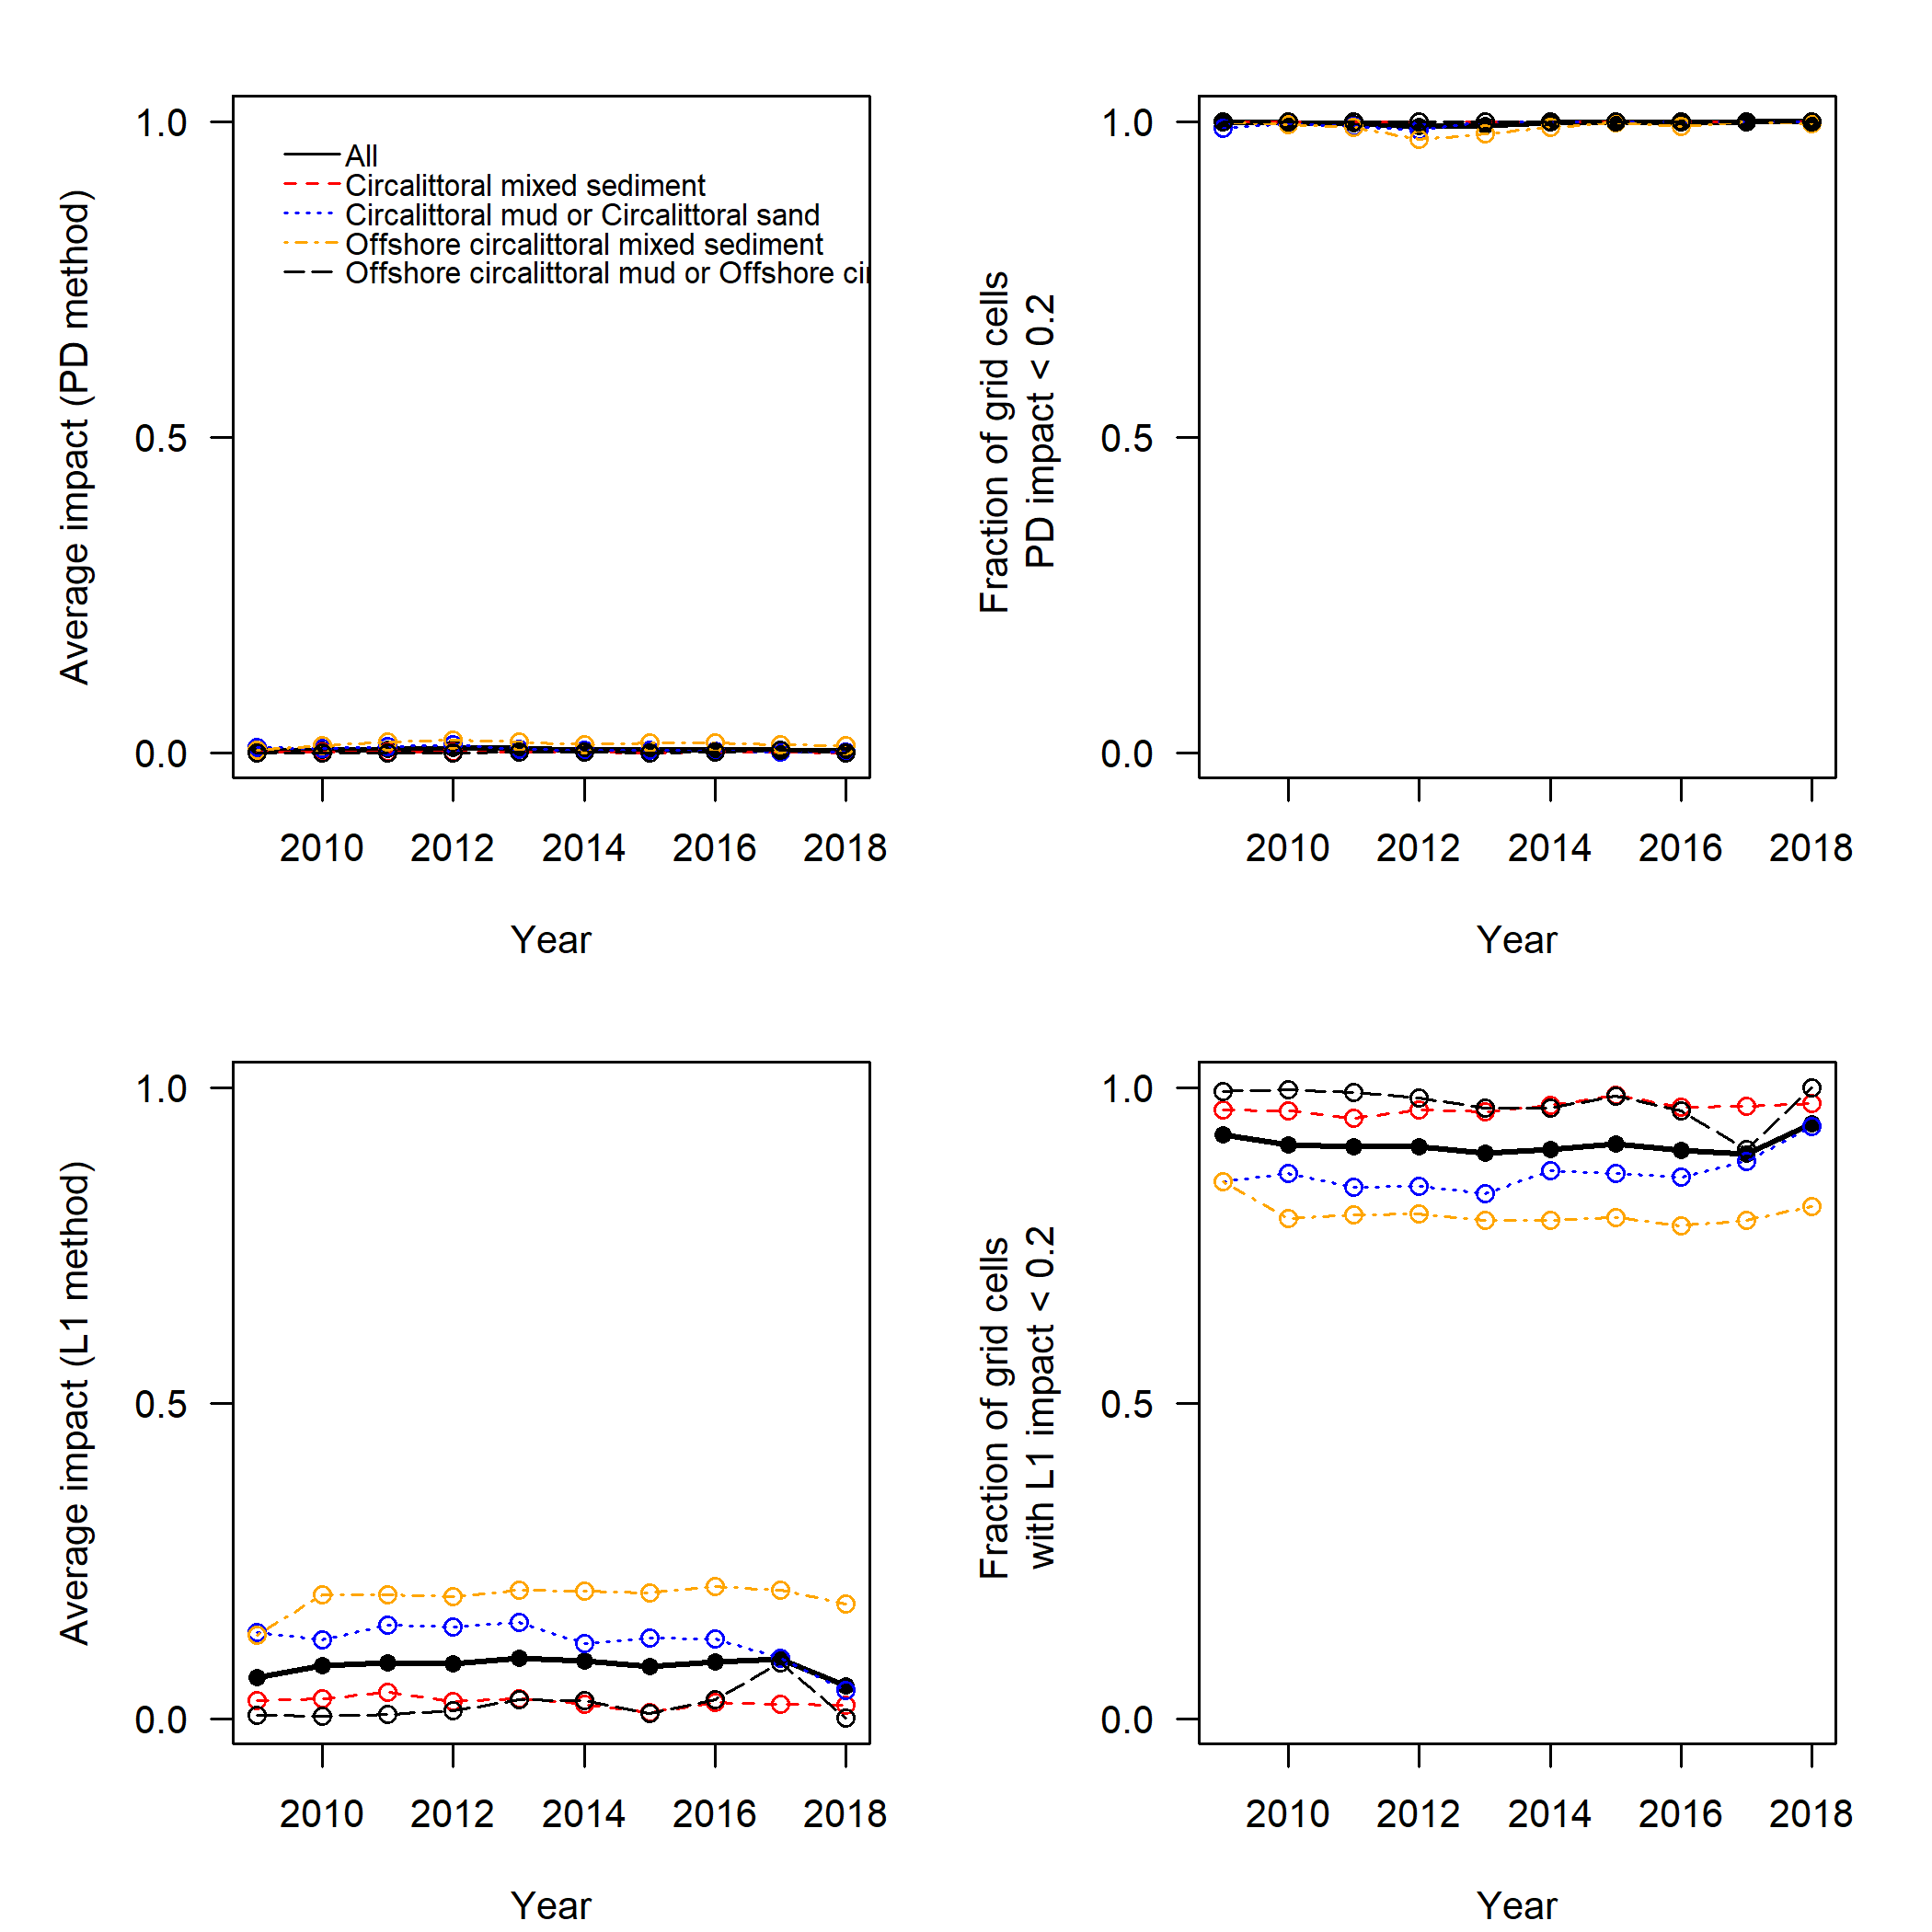 Average impact (PD method)
1.0
0.5
0.0
All
Circalittoral mixed sediment
Circalittoral mud or Circalittoral sand
Offshore circalittoral mixed sediment
Offshore circalittoral mud or Offshore cir
2010 2012 2014 2016 2018
Year
Fraction of grid cells
PD impact < 0.2
1.0
0.5
0.0
2010 2012 2014 2016 2018
Year
Average impact (L1 method)
1.0
0.5
0.0
2010 2012 2014 2016 2018
Year
Fraction of grid cells
with L1 impact < 0.2
1.0
0.5
0.0
2010 2012 2014 2016 2018
Year